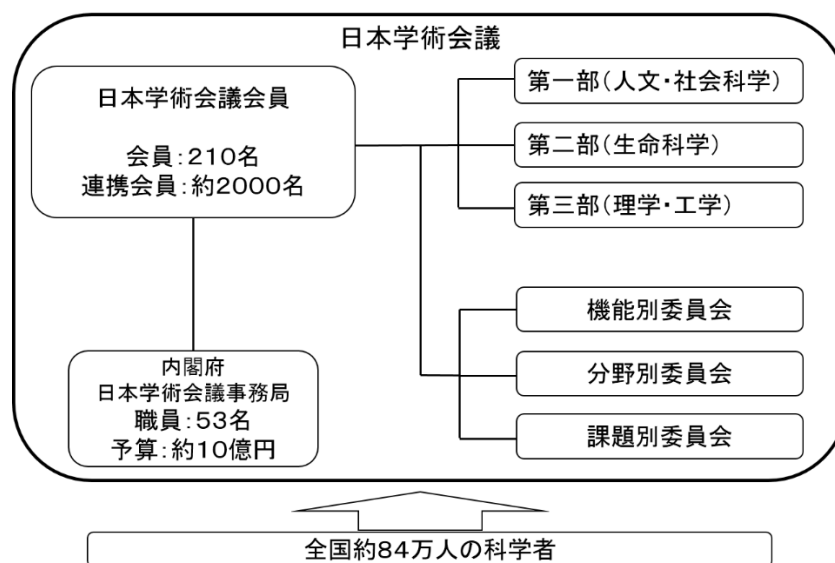 日本学術会議
日本学術会議会員
会員：210名
連携会員：約2000名
内閣府
日本学術会議事務局
職員：53名
予算：約10億円
第一部（人文・社会科学）
第二部（生命科学）
第三部（理学・工学）
機能別委員会
分野別委員会
課題別委員会
全国約84万人の科学者